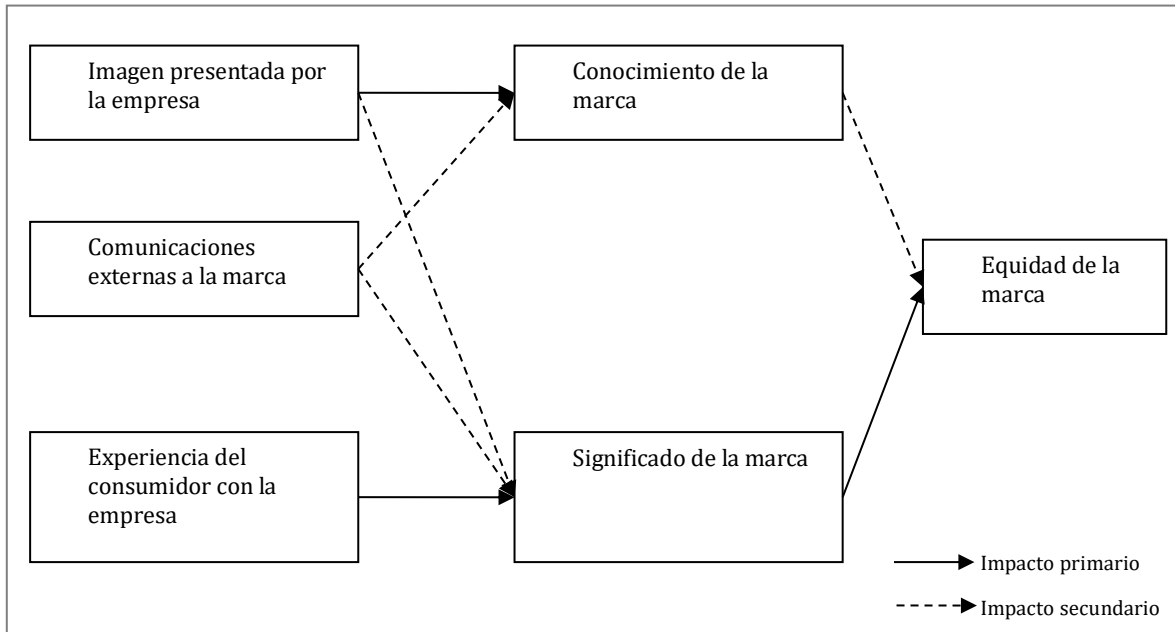 Imagen presentada por
la empresa
Conocimiento de la
marca
Comunicaciones
externas a la marca
Equidad de la
marca
Experiencia del
consumidor con la
empresa
Significado de la marca
Impacto primario
Impacto secundario